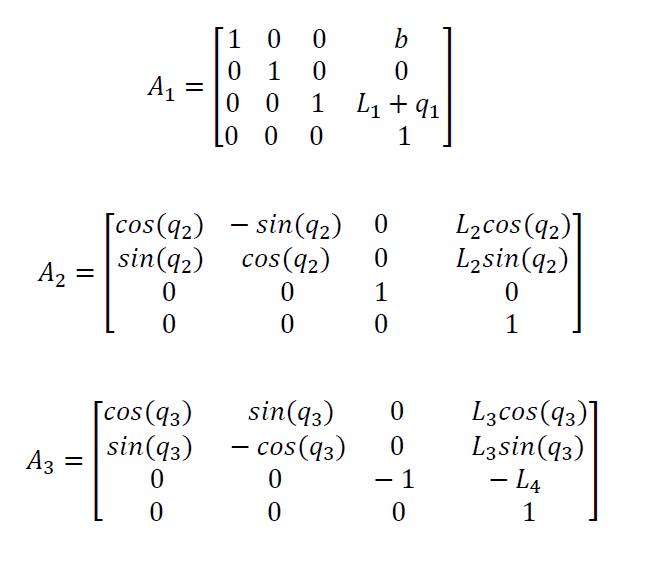 1 0 0 b
0 1 0 0
A₁ =
0 0 1 L₁ + q₁
0 0 0 1
cos(q₂) − sin(q₂) 0 L₂cos(q₂)
sin(q₂) cos(q₂) 0 L₂sin(q₂)
A₂ =
0 0 1 0
0 0 0 1
cos(q₃) sin(q₃) 0 L₃cos(q₃)
sin(q₃) − cos(q₃) 0 L₃sin(q₃)
A₃ =
0 0 − 1 − L₄
0 0 0 1